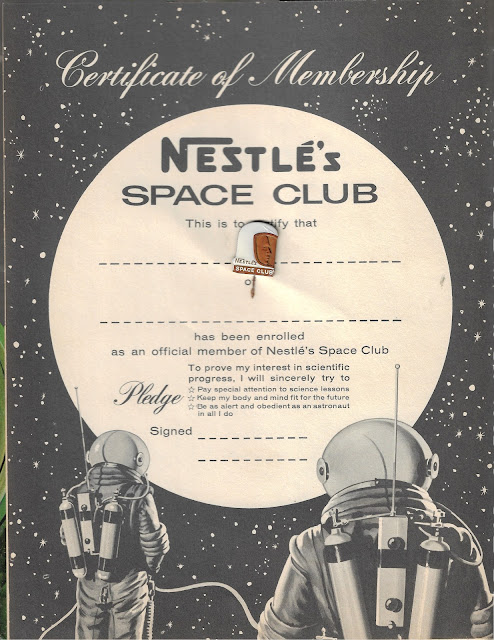 Certificate of Membership
NESTLÉ's
SPACE CLUB
This is to tify that
NESTLÉ'S
SPACE CLUB
of
has been enrolled
as an official member of Nestlé's Space Club
To prove my interest in scientific
progress, I will sincerely try to
Pledge
☆ Pay special attention to science lessons
☆ Keep my body and mind fit for the future
☆ Be as alert and obedient as an astronaut
in all I do
Signed